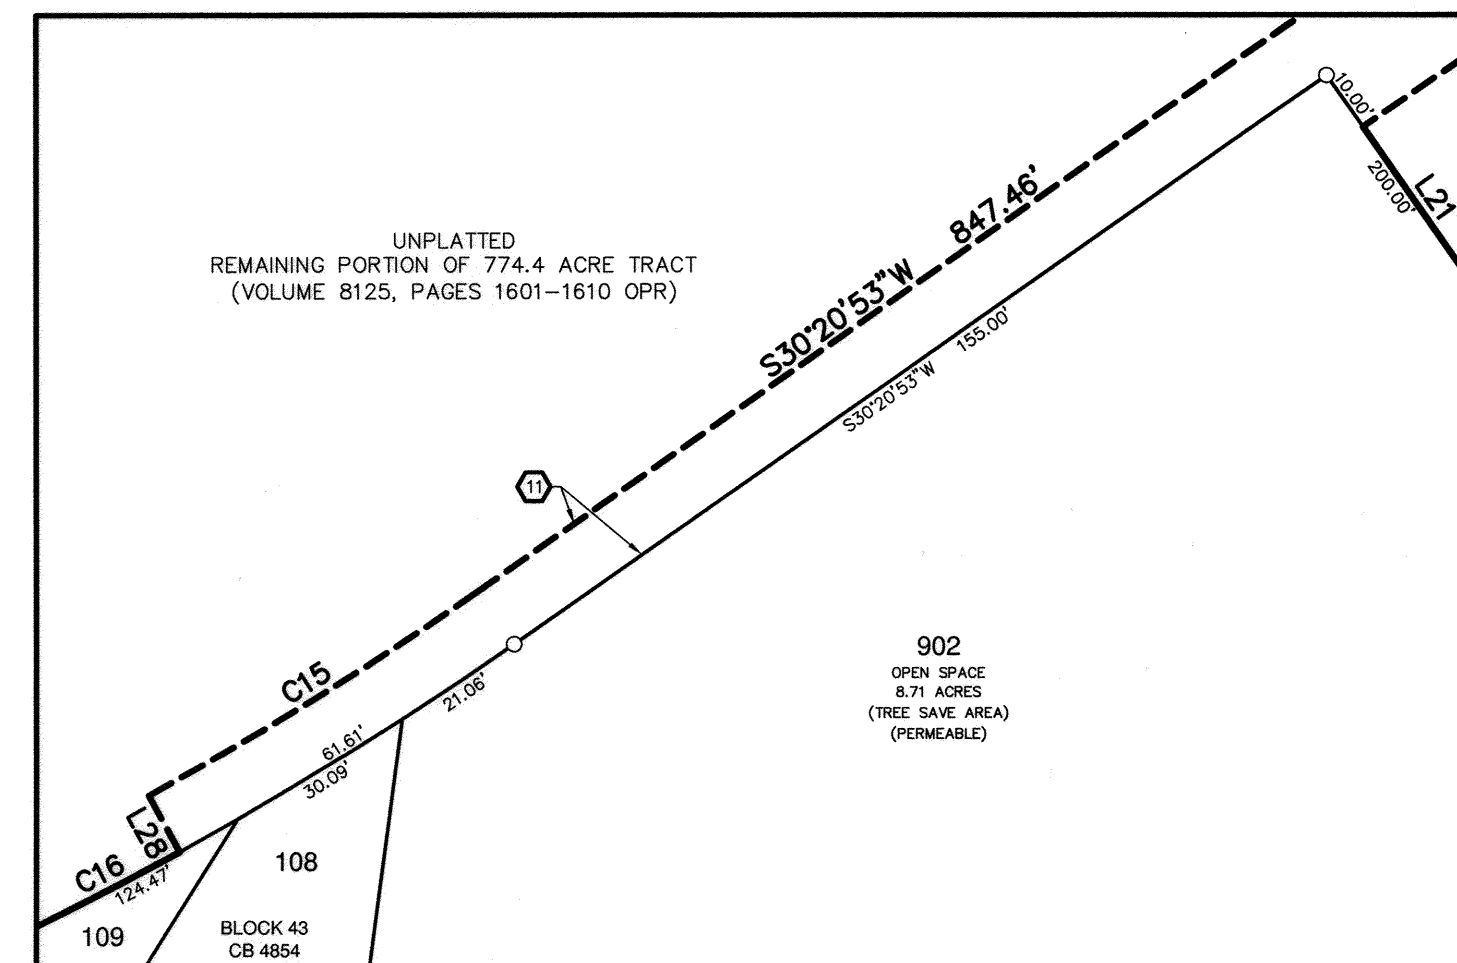 10.00'
200.00'
L21
847.46'
S30°20'53"W
UNPLATTED
REMAINING PORTION OF 774.4 ACRE TRACT
(VOLUME 8125, PAGES 1601-1610 OPR)
155.00'
S30°20'53"W
11
C15
21.06'
61.61'
30.09'
902
OPEN SPACE
8.71 ACRES
(TREE SAVE AREA)
(PERMEABLE)
L28
C16
124.47'
108
109
BLOCK 43
CB 4854